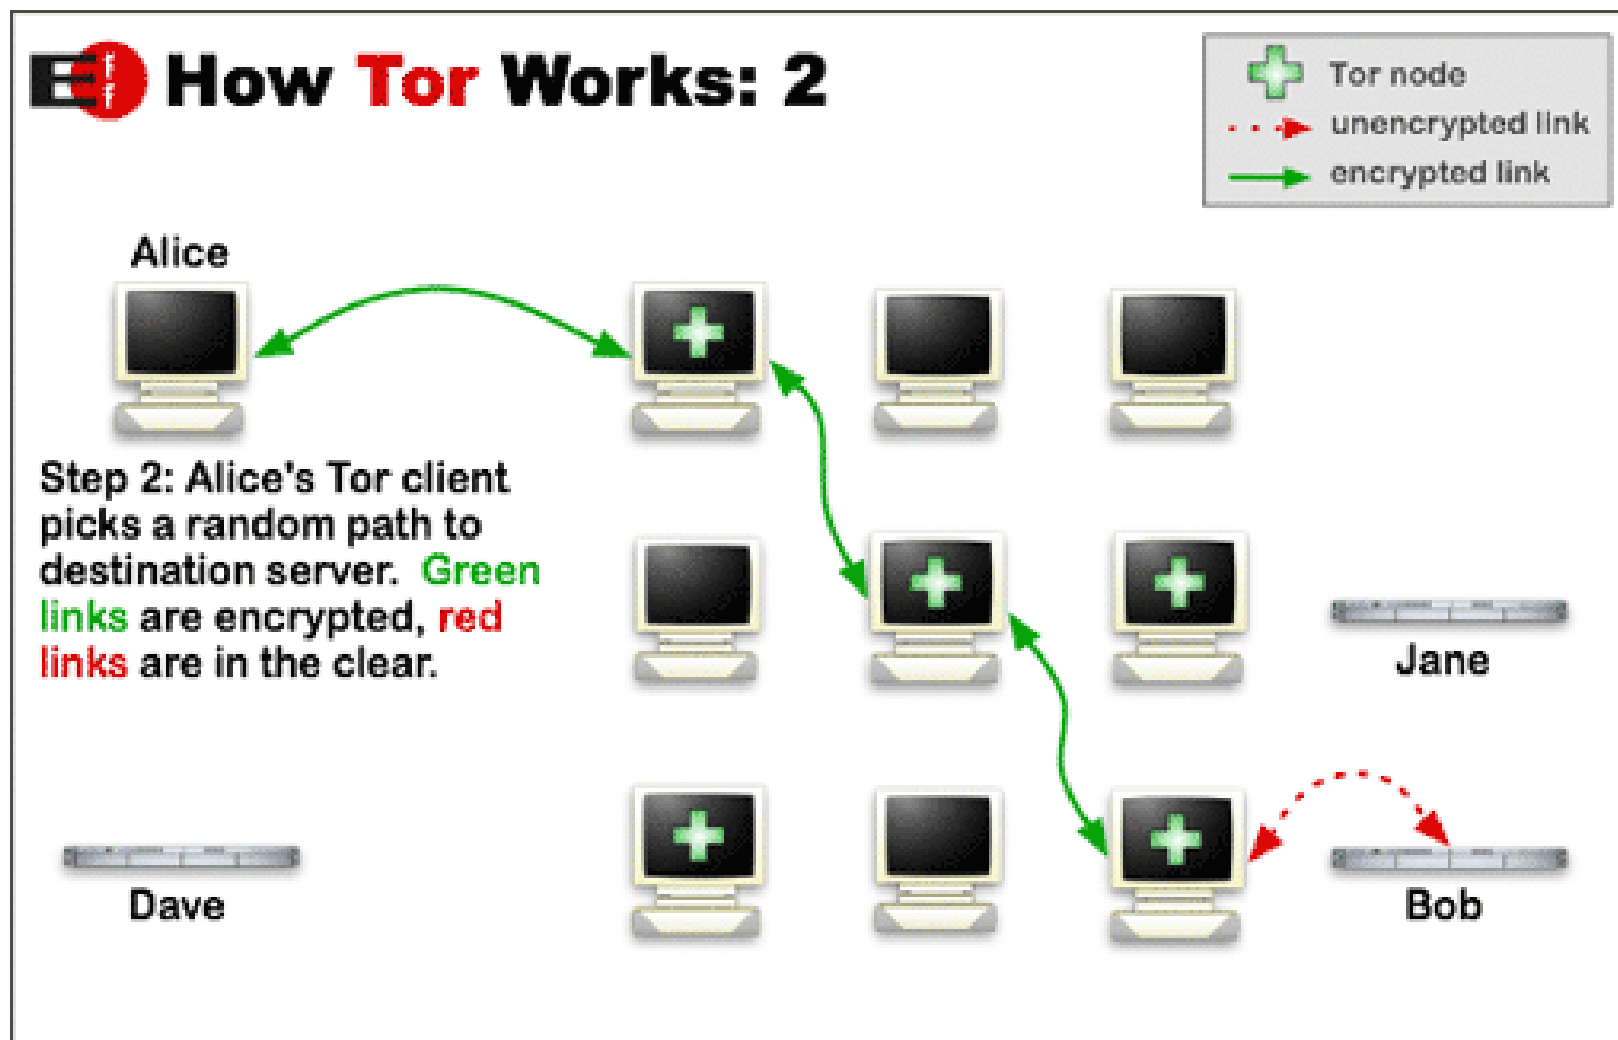 EFF How Tor Works: 2
Tor node
unencrypted link
encrypted link
Alice
Step 2: Alice's Tor client
picks a random path to
destination server. Green
links are encrypted, red
links are in the clear.
Jane
Dave
Bob